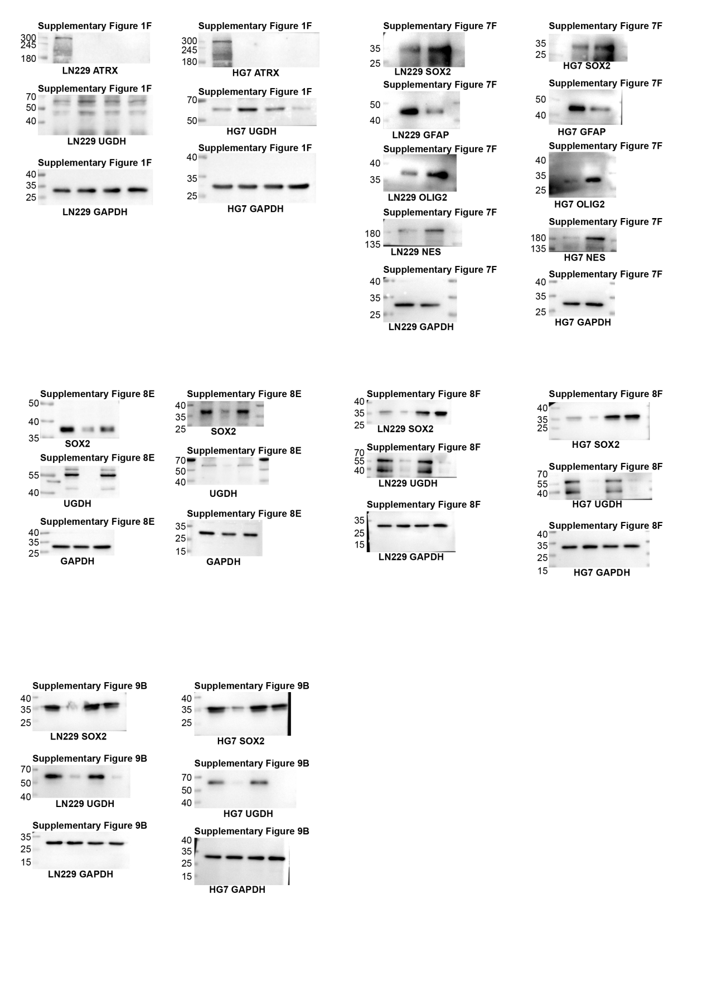 Supplementary Figure 1F
300
245
180
LN229 ATRX
Supplementary Figure 1F
70
50
40
LN229 UGDH
Supplementary Figure 1F
40
35
25
LN229 GAPDH
Supplementary Figure 1F
300
245
180
HG7 ATRX
Supplementary Figure 1F
70
50
HG7 UGDH
Supplementary Figure 1F
40
35
25
HG7 GAPDH
Supplementary Figure 7F
35
25
LN229 SOX2
Supplementary Figure 7F
50
40
LN229 GFAP
Supplementary Figure 7F
40
35
LN229 OLIG2
Supplementary Figure 7F
180
135
LN229 NES
Supplementary Figure 7F
40
35
25
LN229 GAPDH
Supplementary Figure 7F
35
25
HG7 SOX2
Supplementary Figure 7F
50
40
HG7 GFAP
Supplementary Figure 7F
40
35
25
HG7 OLIG2
Supplementary Figure 7F
180
135
HG7 NES
Supplementary Figure 7F
40
35
25
HG7 GAPDH
Supplementary Figure 8E
50
40
35
SOX2
Supplementary Figure 8E
55
40
UGDH
Supplementary Figure 8E
40
35
25
GAPDH
Supplementary Figure 8E
40
35
25
SOX2
Supplementary Figure 8E
70
50
40
UGDH
Supplementary Figure 8E
35
25
15
GAPDH
Supplementary Figure 8F
40
35
25
LN229 SOX2
Supplementary Figure 8F
70
55
40
LN229 UGDH
Supplementary Figure 8F
35
25
15
LN229 GAPDH
Supplementary Figure 8F
40
35
25
HG7 SOX2
Supplementary Figure 8F
70
55
40
HG7 UGDH
Supplementary Figure 8F
40
35
25
15
HG7 GAPDH
Supplementary Figure 9B
40
35
25
LN229 SOX2
Supplementary Figure 9B
70
50
40
LN229 UGDH
Supplementary Figure 9B
35
25
15
LN229 GAPDH
Supplementary Figure 9B
40
35
25
HG7 SOX2
Supplementary Figure 9B
70
50
40
HG7 UGDH
Supplementary Figure 9B
40
35
25
15
HG7 GAPDH